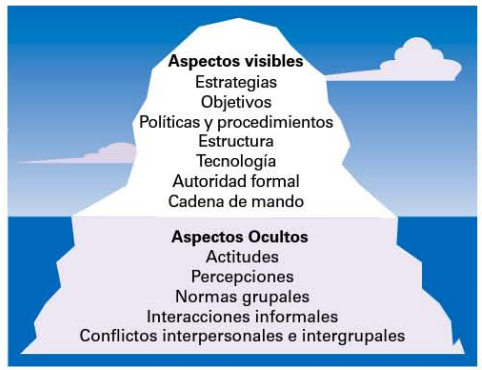 Aspectos visibles
Estrategias
Objetivos
Políticas y procedimientos
Estructura
Tecnología
Autoridad formal
Cadena de mando
Aspectos Ocultos
Actitudes
Percepciones
Normas grupales
Interacciones informales
Conflictos interpersonales e intergrupales